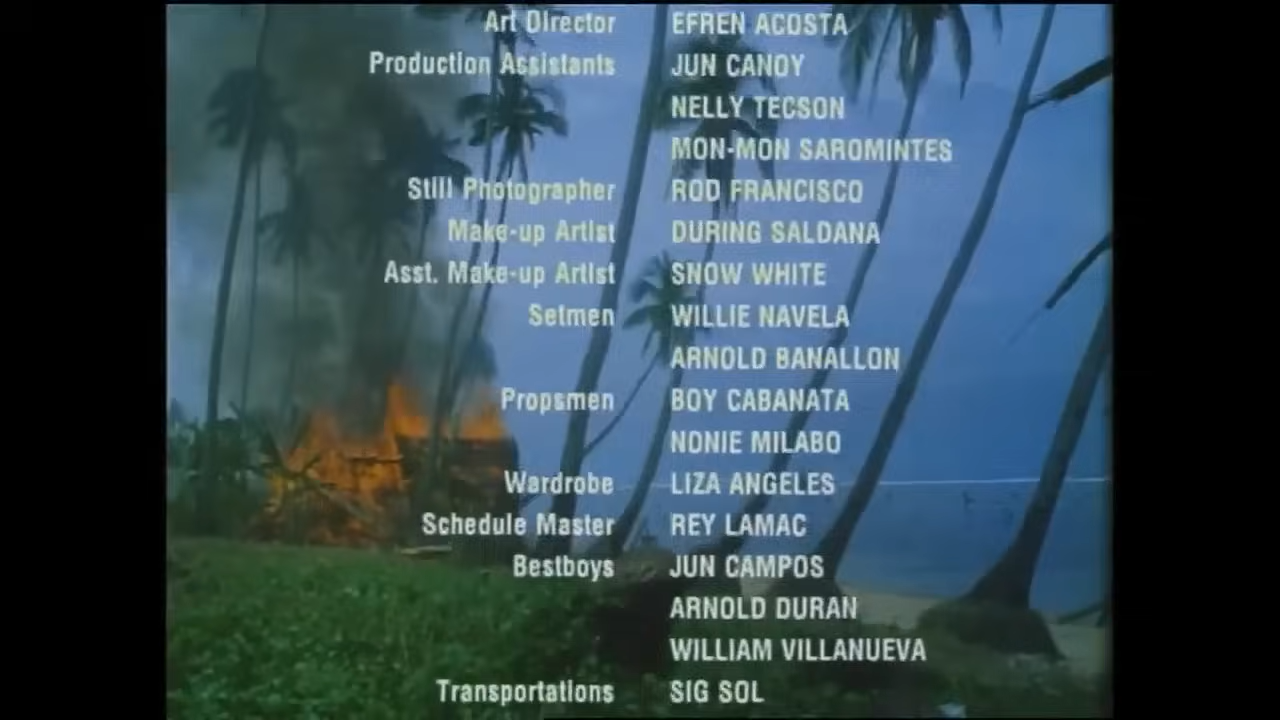 Art Director EFREN ACOSTA
Production Assistants JUN CANOY
NELLY TECSON
MON-MON SAROMINTES
Still Photographer ROD FRANCISCO
Make-up Artist DURING SALDANA
Asst. Make-up Artist SNOW WHITE
Setmen WILLIE NAVELA
ARNOLD BANALLON
Propsmen BOY CABANATA
NONIE MILABO
Wardrobe LIZA ANGELES
Schedule Master REY LAMAC
Bestboys JUN CAMPOS
ARNOLD DURAN
WILLIAM VILLANUEVA
Transportations SIG SOL